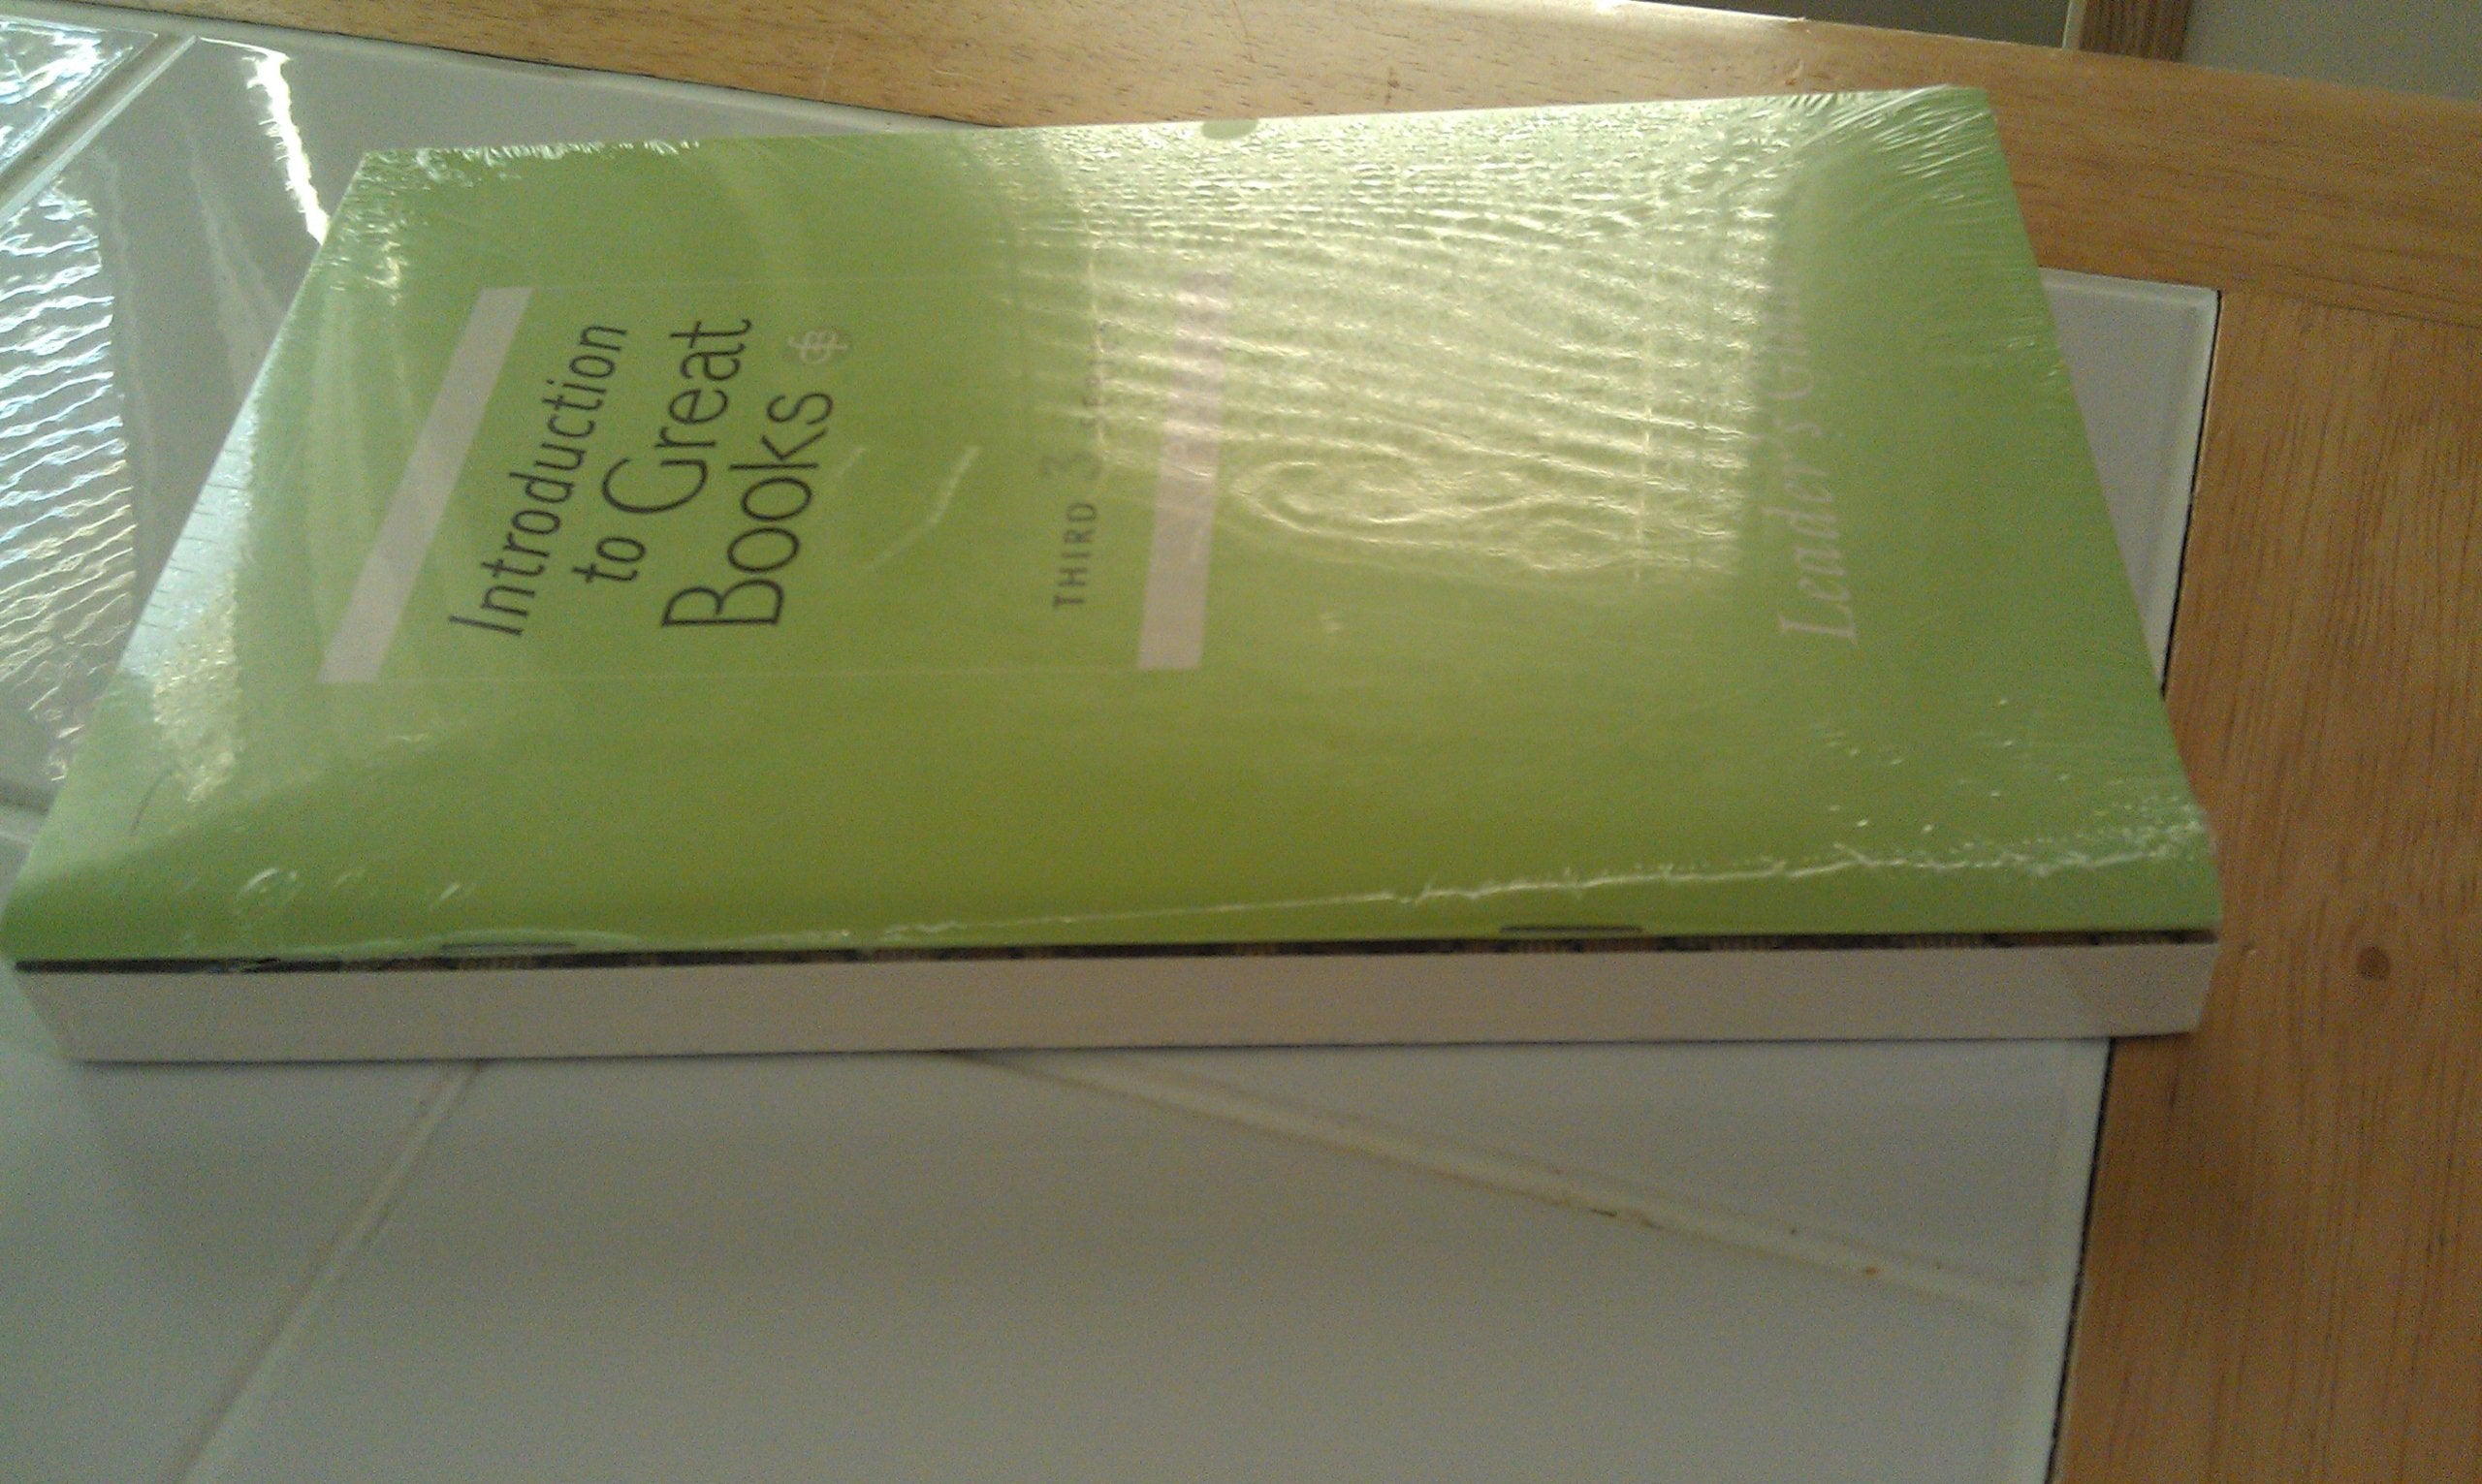 Introduction
to Great
Books
THIRD 3
Leader's